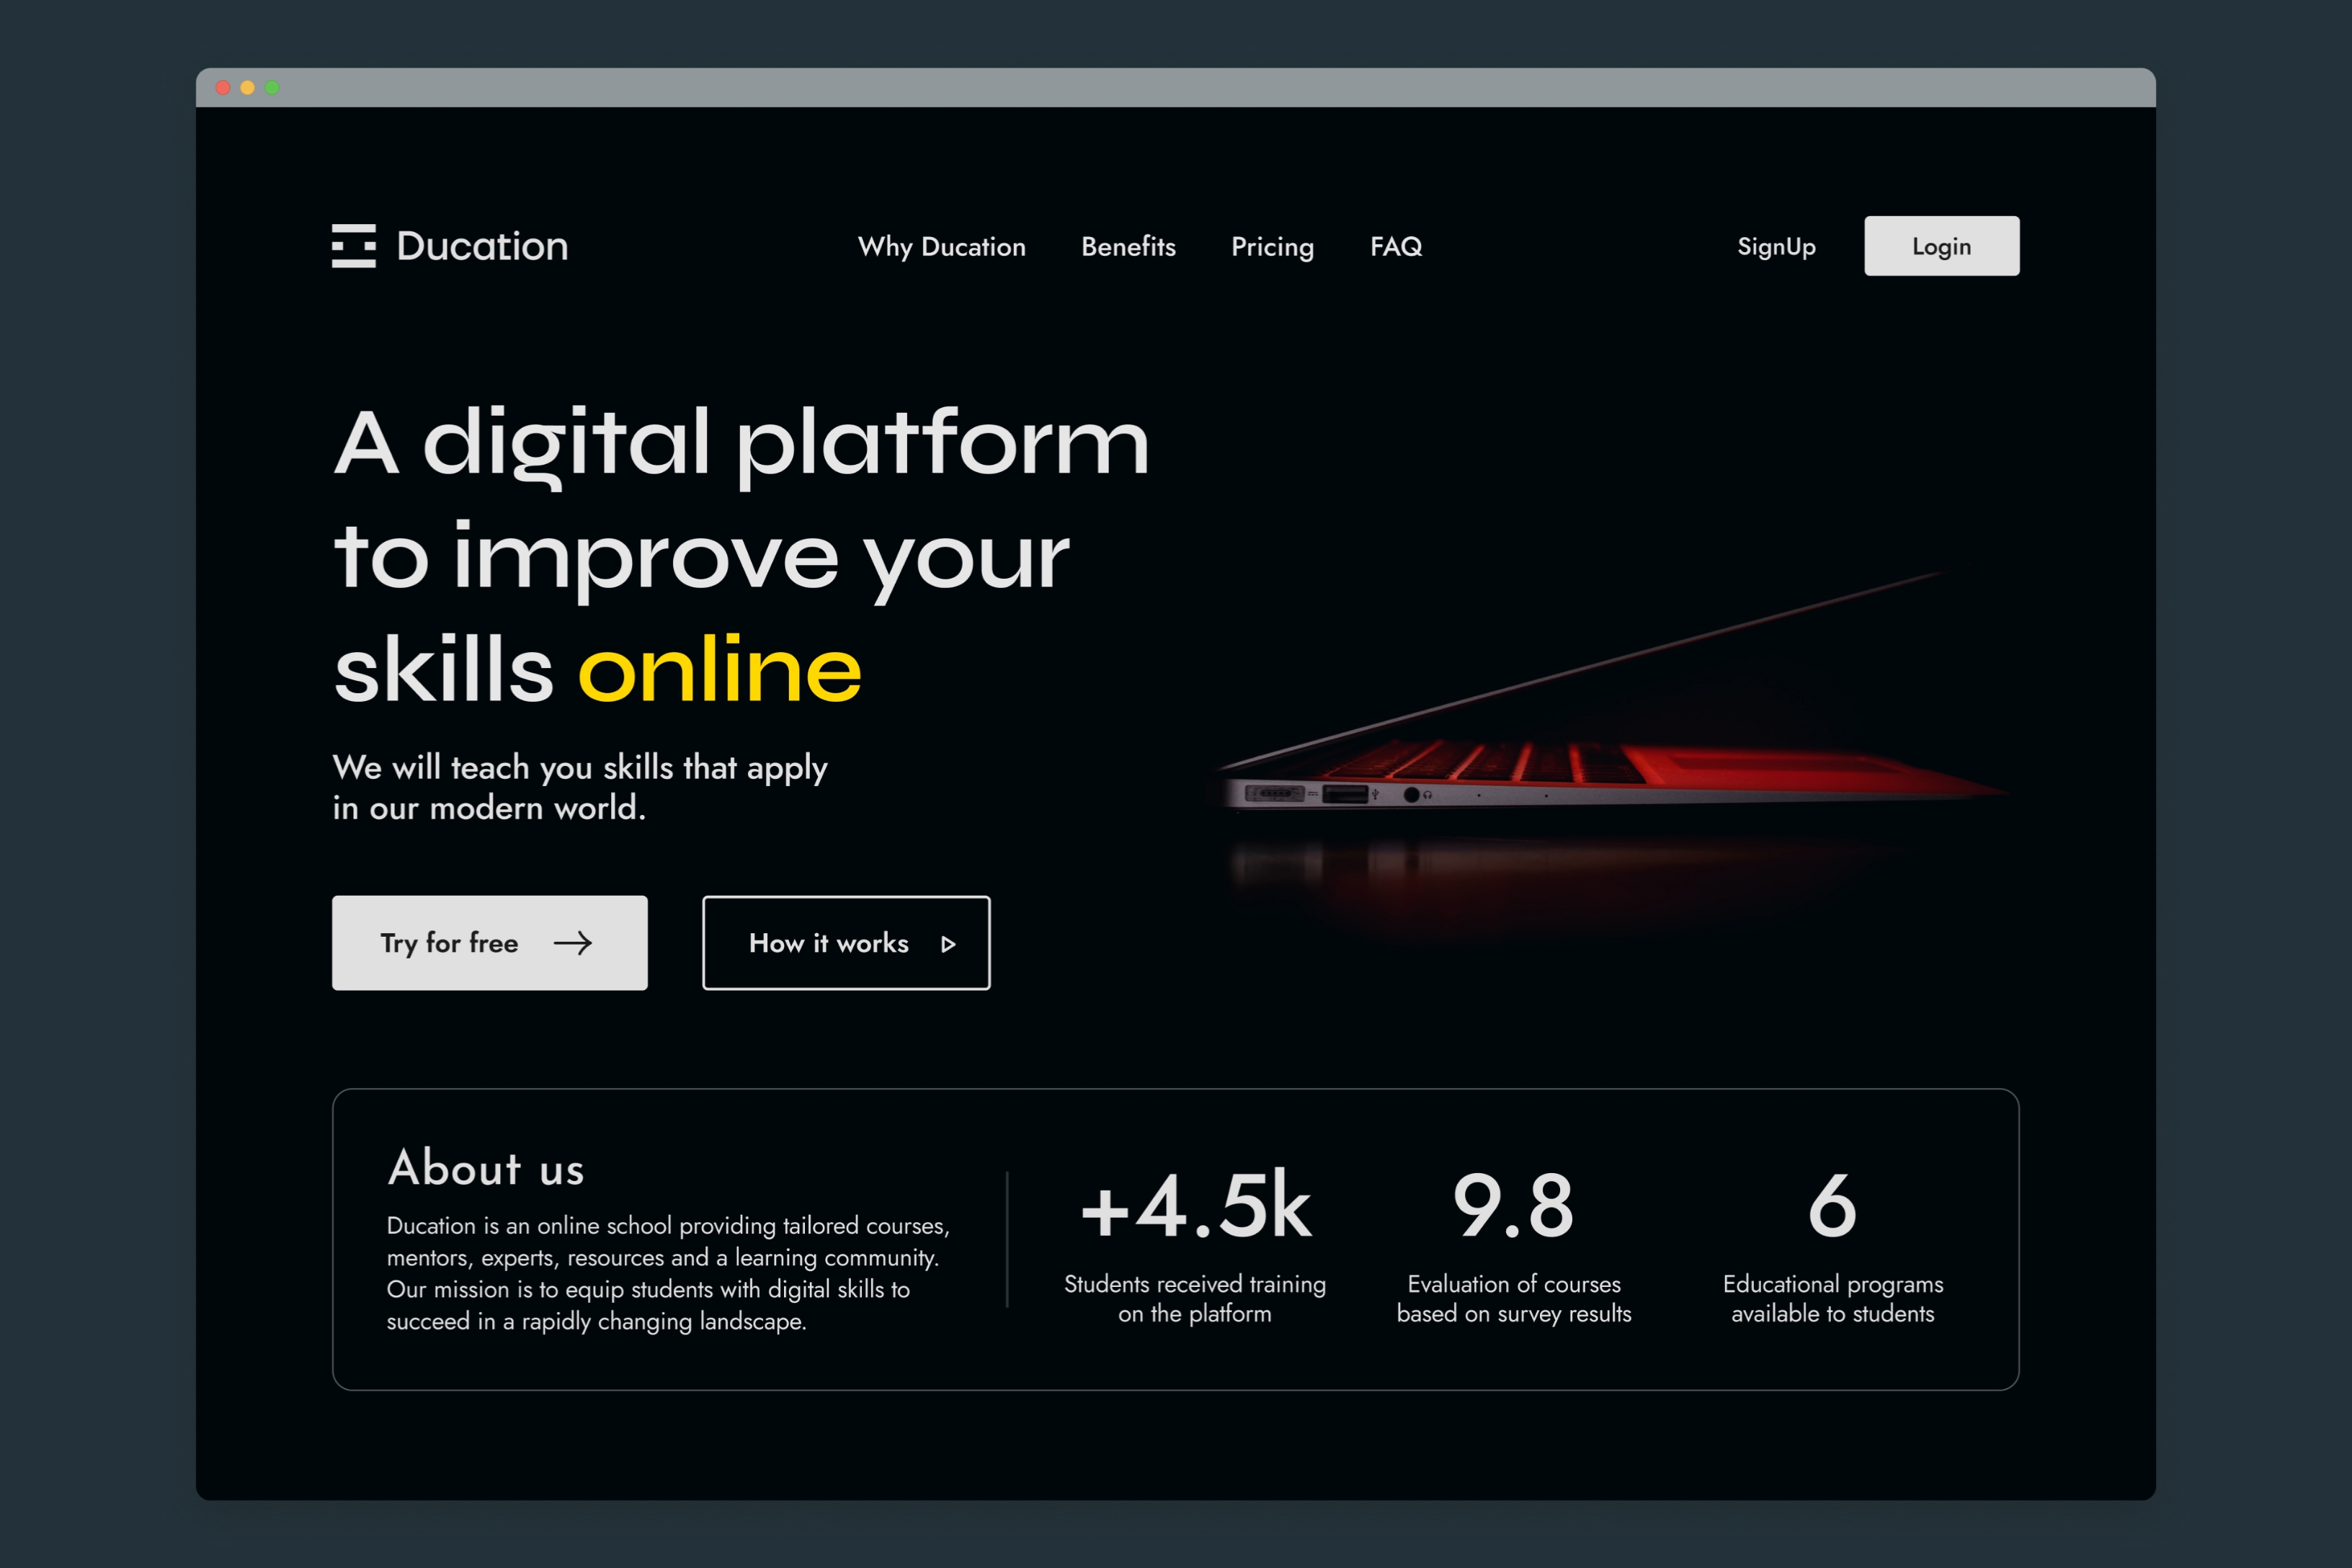 Ducation
Why Ducation
Benefits
Pricing
FAQ
SignUp
Login
A digital platform
to improve your
skills online
We will teach you skills that apply
in our modern world.
Try for free
How it works
About us
Ducation is an online school providing tailored courses,
mentors, experts, resources and a learning community.
Our mission is to equip students with digital skills to
succeed in a rapidly changing landscape.
+4.5k
Students received training
on the platform
9.8
Evaluation of courses
based on survey results
6
Educational programs
available to students